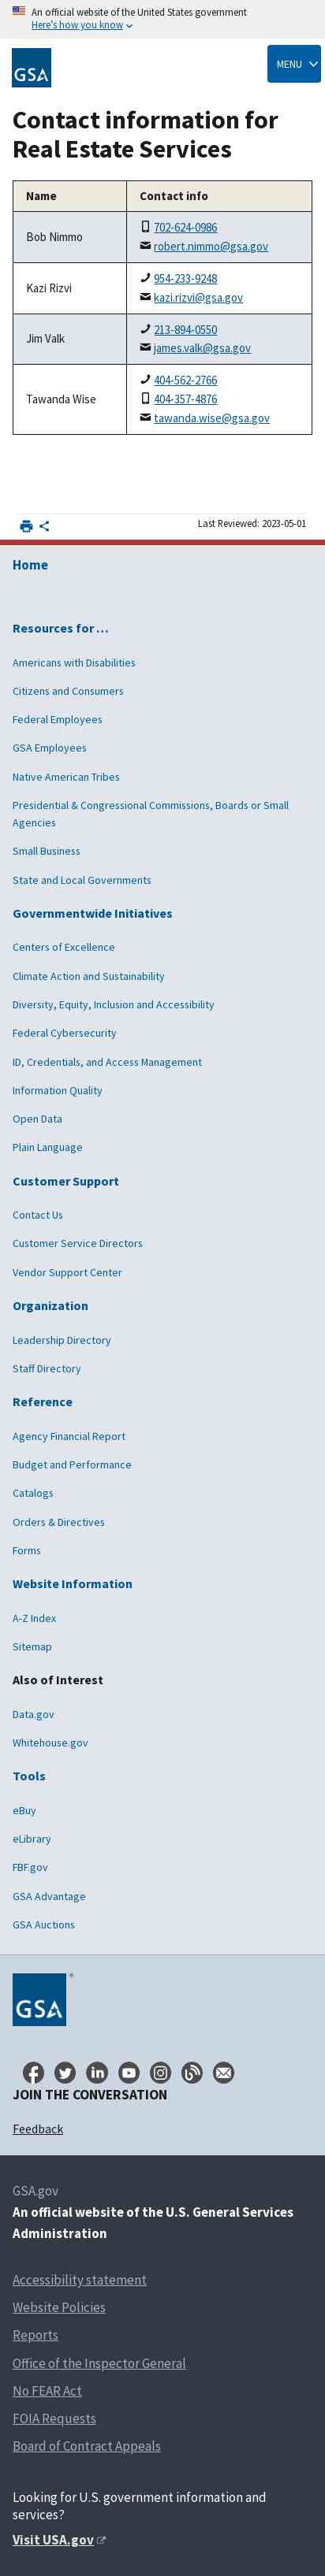 An official website of the United States government
Here's how you know
GSA
MENU
Contact information for
Real Estate Services
Name Contact info
Bob Nimmo
702-624-0986
robert.nimmo@gsa.gov
Kazi Rizvi
954-233-9248
kazi.rizvi@gsa.gov
Jim Valk
213-894-0550
james.valk@gsa.gov
Tawanda Wise
404-562-2766
404-357-4876
tawanda.wise@gsa.gov
Last Reviewed: 2023-05-01
Home
Resources for …
Americans with Disabilities
Citizens and Consumers
Federal Employees
GSA Employees
Native American Tribes
Presidential & Congressional Commissions, Boards or Small
Agencies
Small Business
State and Local Governments
Governmentwide Initiatives
Centers of Excellence
Climate Action and Sustainability
Diversity, Equity, Inclusion and Accessibility
Federal Cybersecurity
ID, Credentials, and Access Management
Information Quality
Open Data
Plain Language
Customer Support
Contact Us
Customer Service Directors
Vendor Support Center
Organization
Leadership Directory
Staff Directory
Reference
Agency Financial Report
Budget and Performance
Catalogs
Orders & Directives
Forms
Website Information
A-Z Index
Sitemap
Also of Interest
Data.gov
Whitehouse.gov
Tools
eBuy
eLibrary
FBF.gov
GSA Advantage
GSA Auctions
GSA ®
JOIN THE CONVERSATION
Feedback
GSA.gov
An official website of the U.S. General Services
Administration
Accessibility statement
Website Policies
Reports
Office of the Inspector General
No FEAR Act
FOIA Requests
Board of Contract Appeals
Looking for U.S. government information and
services?
Visit USA.gov